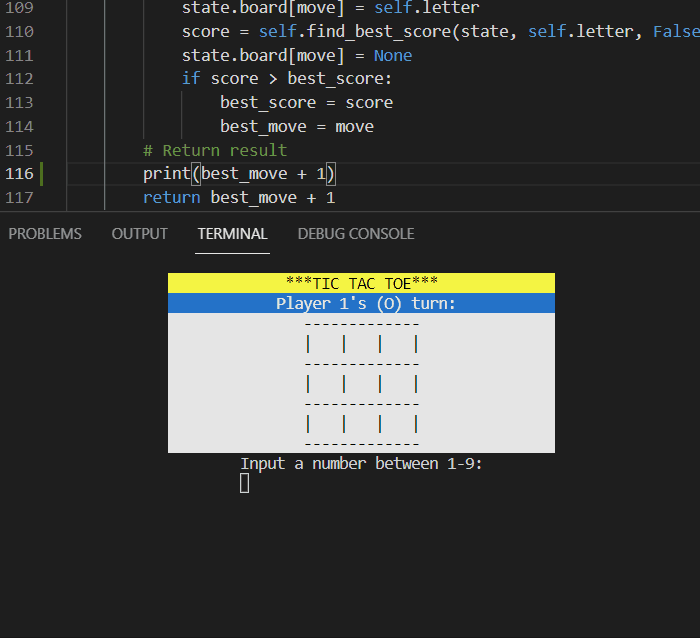 109 state.board[move] = self.letter
110 score = self.find_best_score(state, self.letter, False
111 state.board[move] = None
112 if score > best_score:
113 best_score = score
114 best_move = move
115 # Return result
116 print(best_move + 1)
117 return best_move + 1
PROBLEMS OUTPUT TERMINAL DEBUG CONSOLE
***TIC TAC TOE***
Player 1's (O) turn:
-------------
|   |   |   |
-------------
|   |   |   |
-------------
|   |   |   |
-------------
Input a number between 1-9: